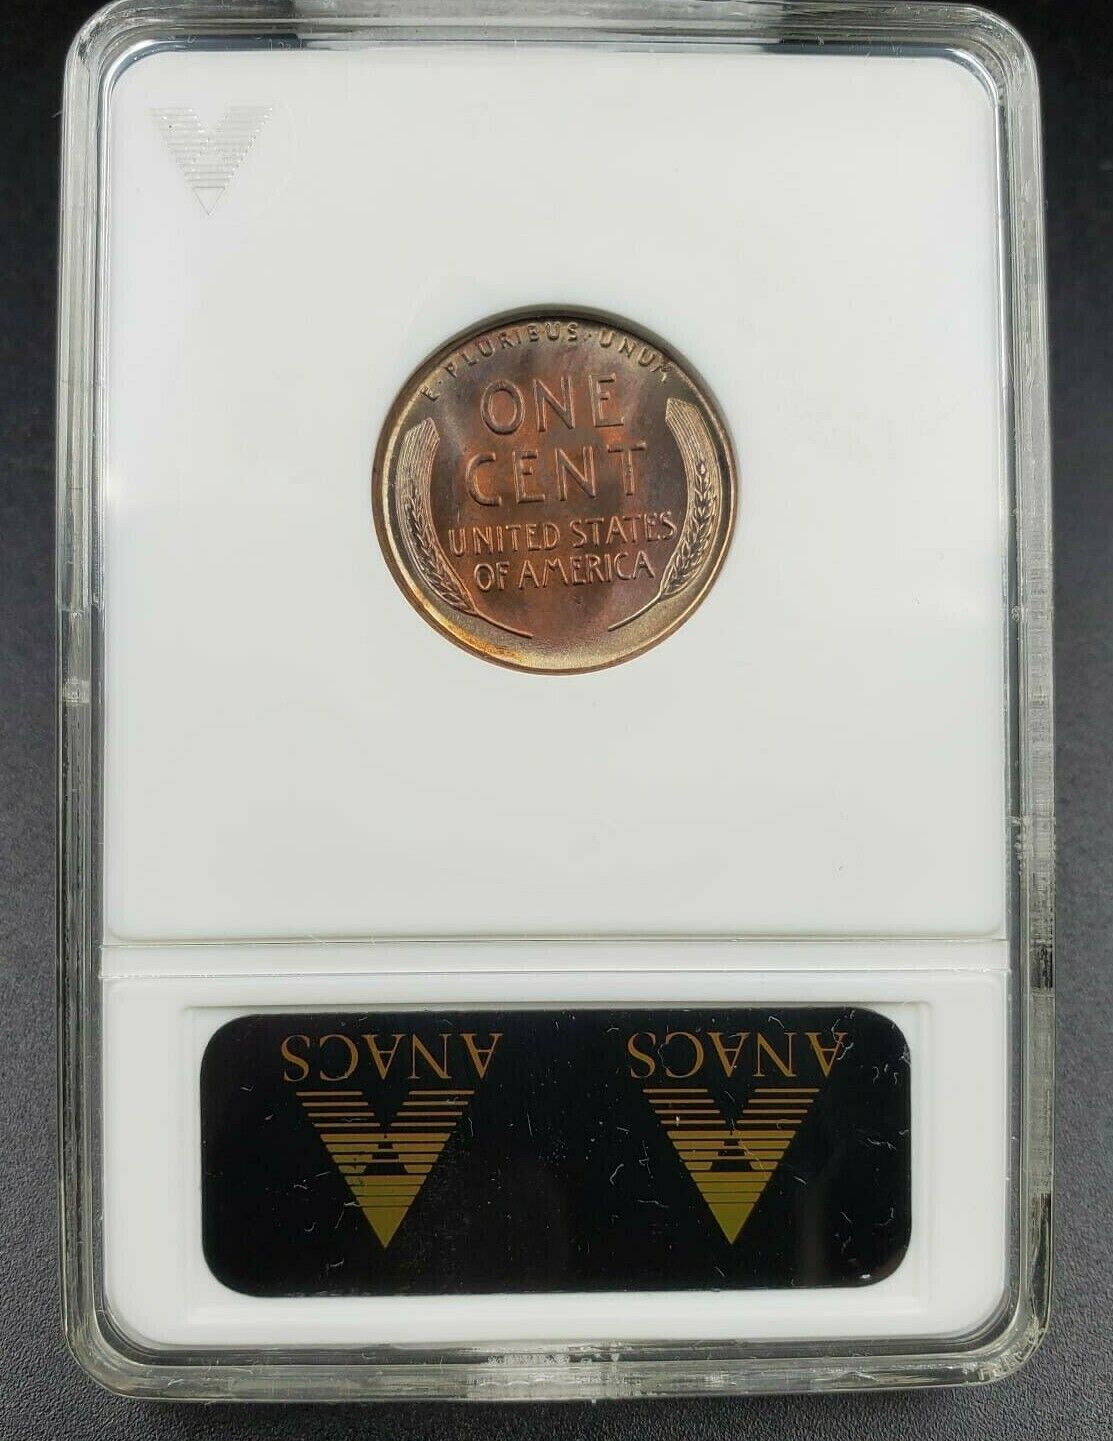 E·PLURIBUS·UNUM
ONE
CENT
UNITED STATES
OF AMERICA
ANACS ANACS